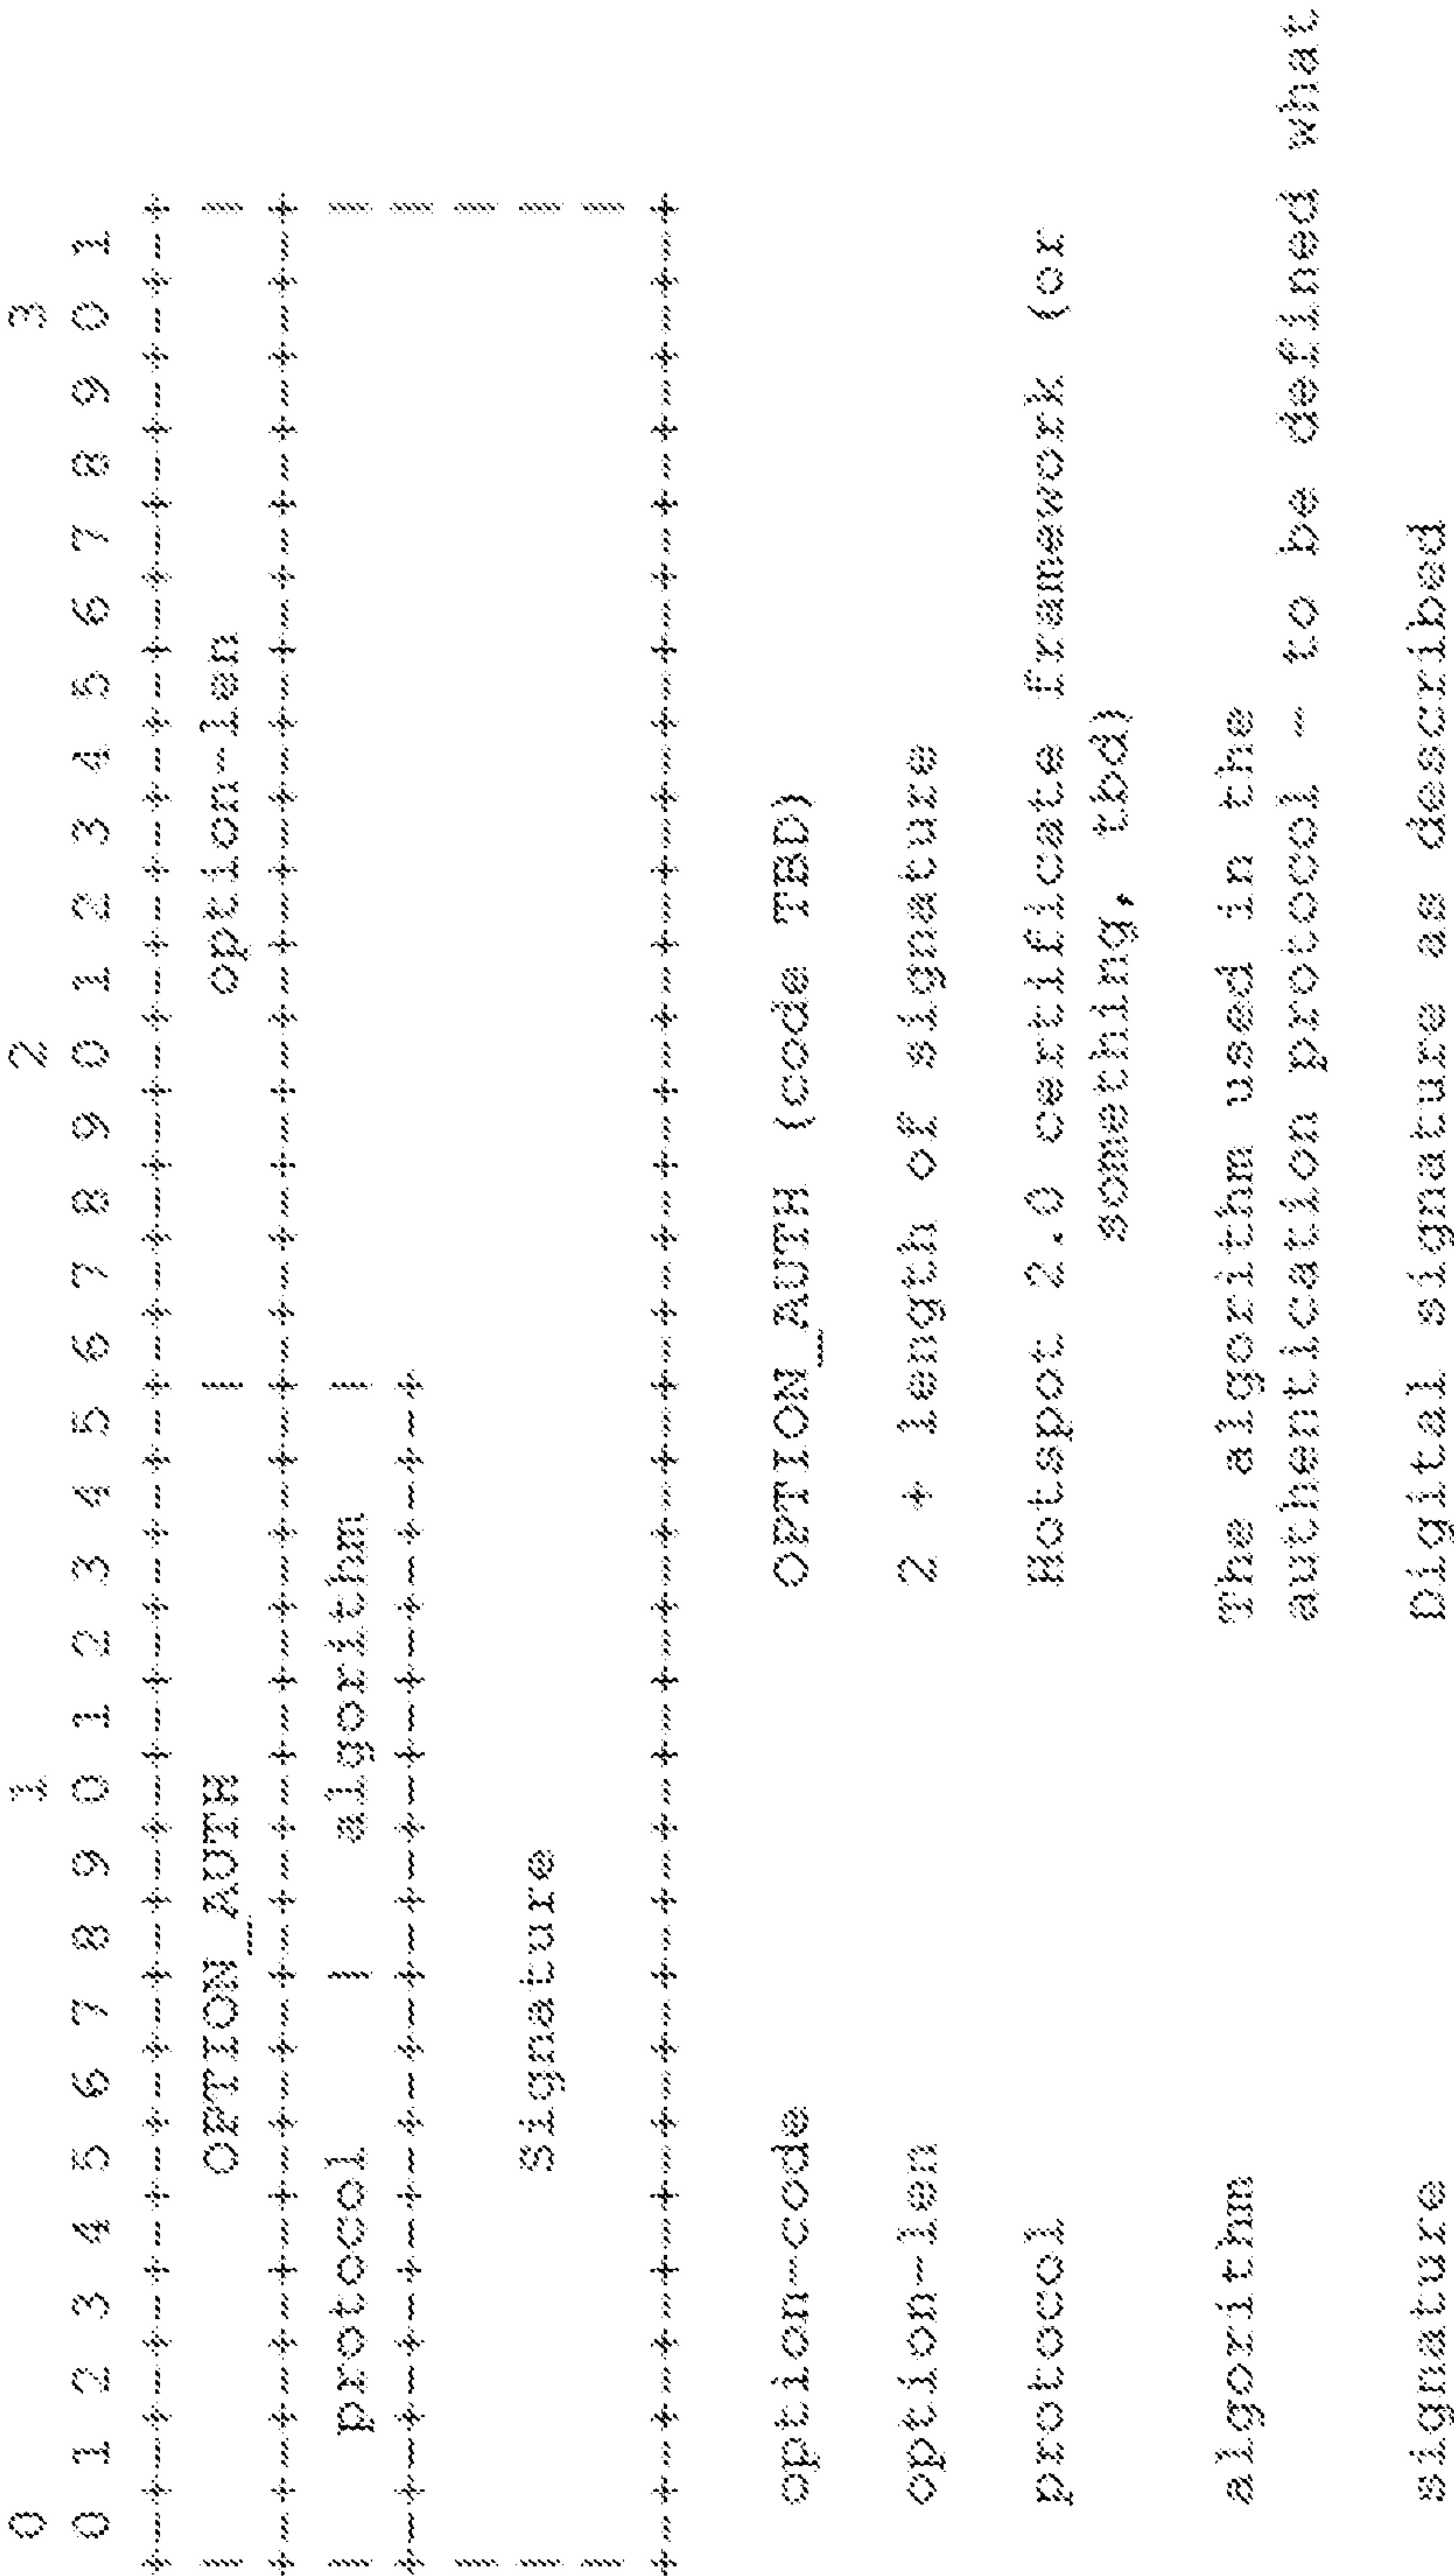 0                   1                   2                   3
 0 1 2 3 4 5 6 7 8 9 0 1 2 3 4 5 6 7 8 9 0 1 2 3 4 5 6 7 8 9 0 1
+-+-+-+-+-+-+-+-+-+-+-+-+-+-+-+-+-+-+-+-+-+-+-+-+-+-+-+-+-+-+-+-+
|          OPTION_AUTH          |          option-len           |
+-+-+-+-+-+-+-+-+-+-+-+-+-+-+-+-+-+-+-+-+-+-+-+-+-+-+-+-+-+-+-+-+
|   protocol    |   algorithm   |                               |
+-+-+-+-+-+-+-+-+-+-+-+-+-+-+-+-+                               |
|                                                               |
|          Signature                                            |
|                                                               |
+-+-+-+-+-+-+-+-+-+-+-+-+-+-+-+-+-+-+-+-+-+-+-+-+-+-+-+-+-+-+-+-+
option-code OPTION_AUTH (code TBD)
option-len 2 + length of signature
protocol Hotspot 2.0 certificate framework (or
something, tbd)
algorithm The algorithm used in the
authentication protocol - to be defined what
signature Digital signature as described